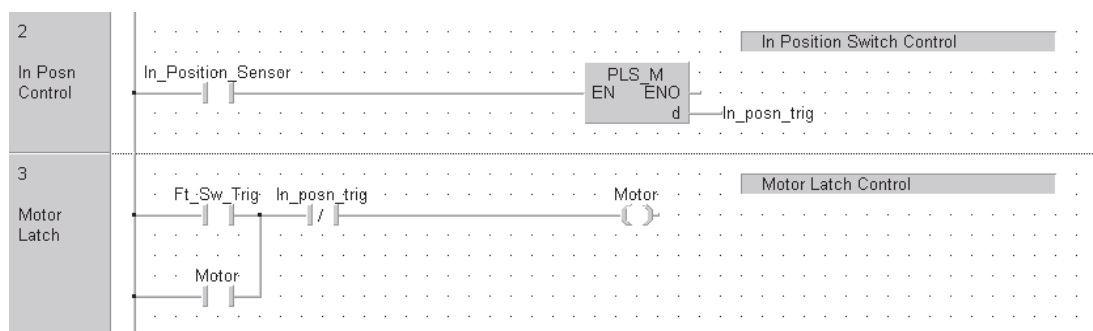 2
In Position Switch Control
In Posn
Control
In_Position_Sensor
PLS_M
EN ENO
d
In_posn_trig
3
Motor Latch Control
Ft_Sw_Trig In_posn_trig Motor
Motor
Latch
Motor